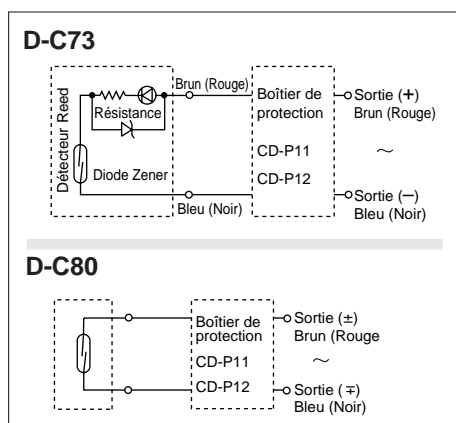 D-C73
Détecteur Reed
Résistance
Diode Zener
Brun (Rouge)
Bleu (Noir)
Boîtier de
protection
CD-P11
CD-P12
Sortie (+)
Brun (Rouge)
~
Sortie (–)
Bleu (Noir)
D-C80
Boîtier de
protection
CD-P11
CD-P12
Sortie (±)
Brun (Rouge
~
Sortie (∓)
Bleu (Noir)